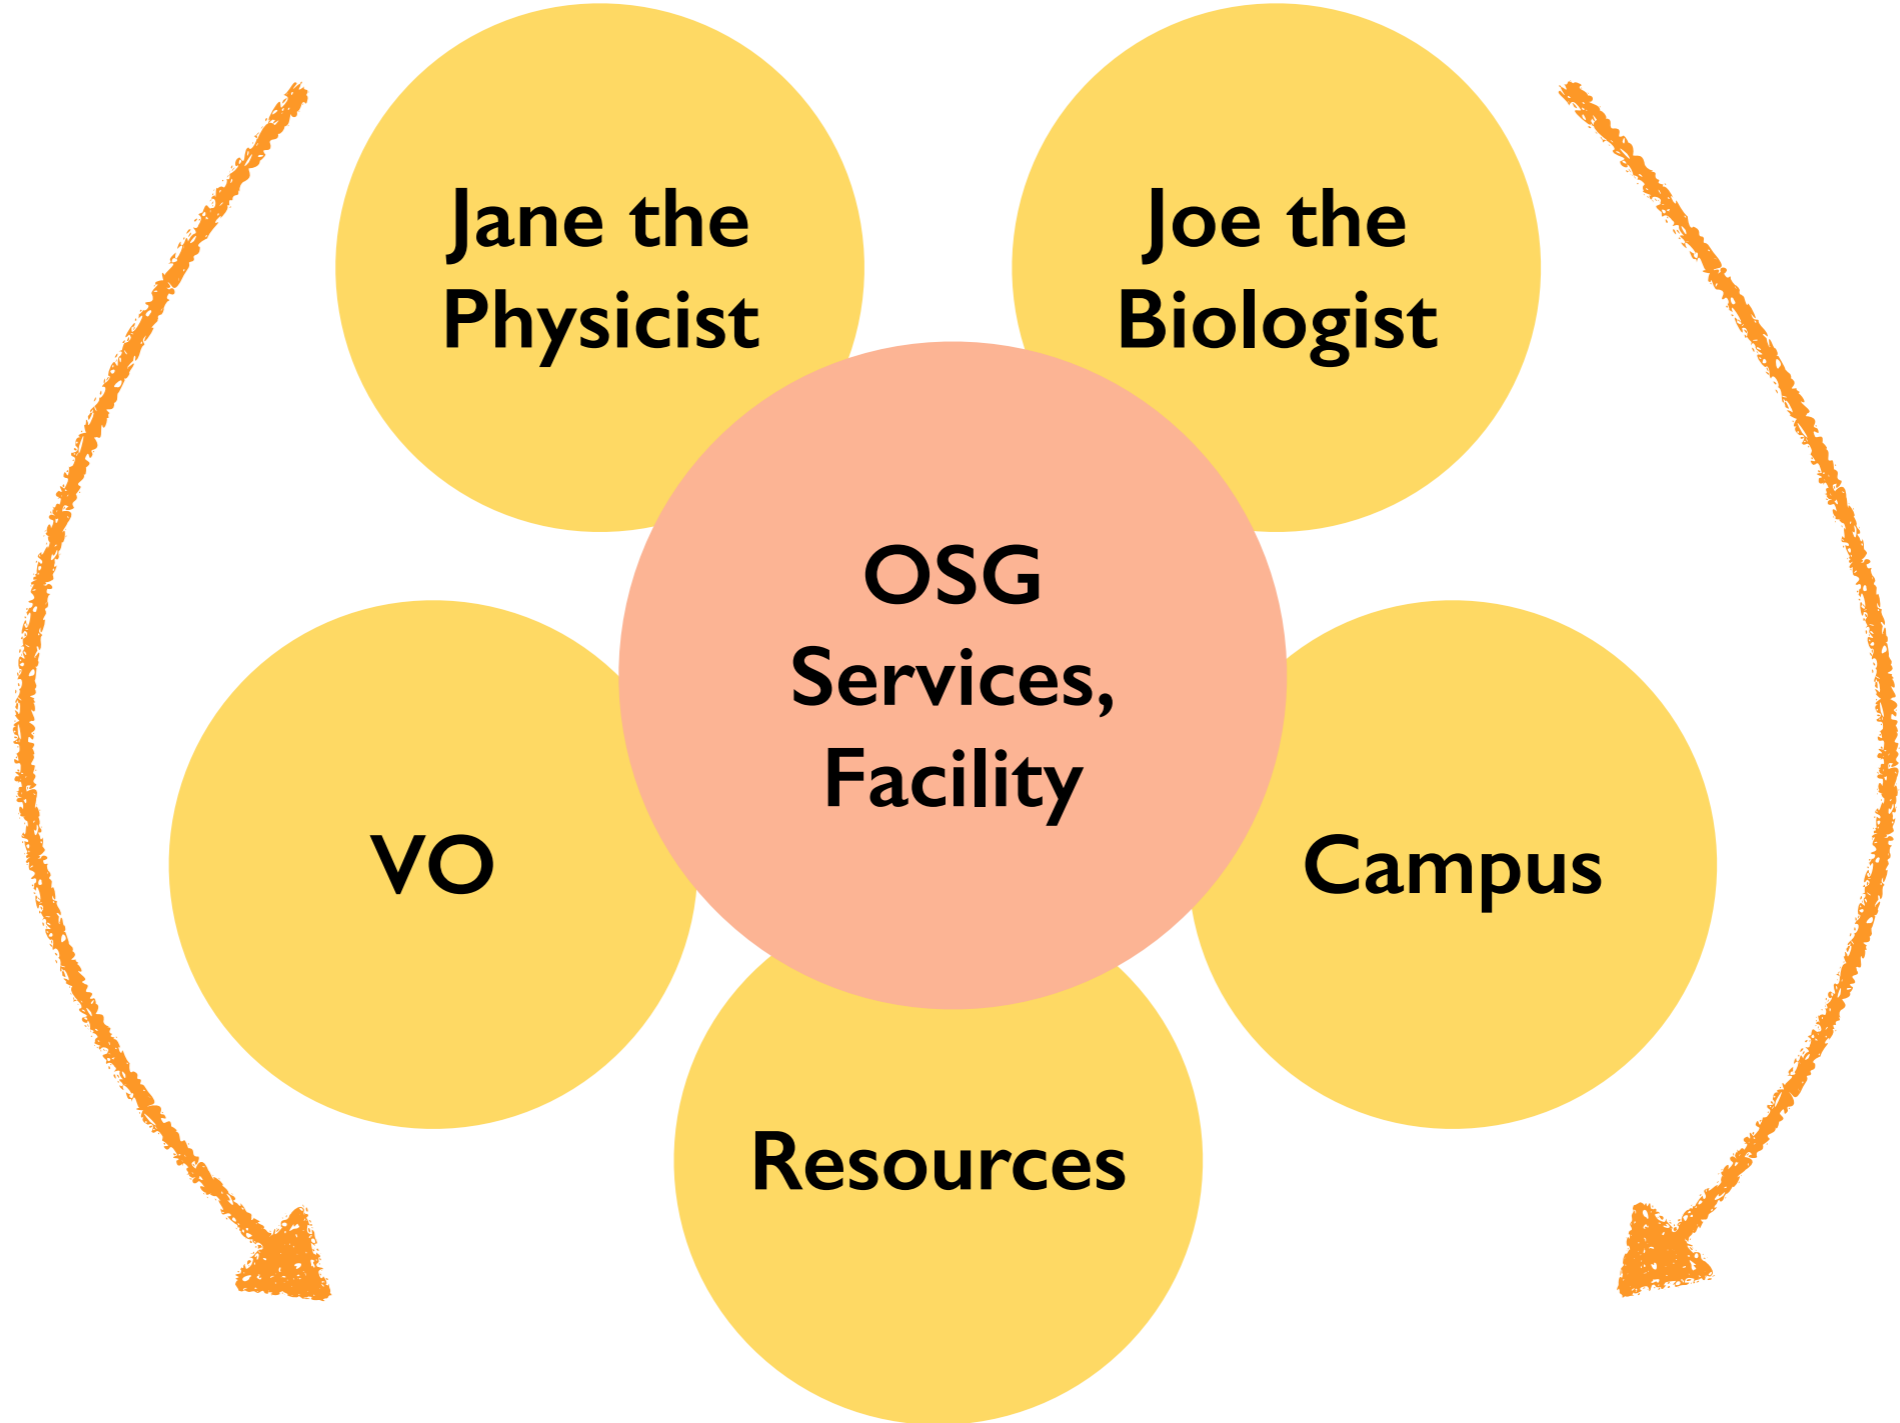 Jane the
Physicist
Joe the
Biologist
OSG
Services,
Facility
VO
Campus
Resources